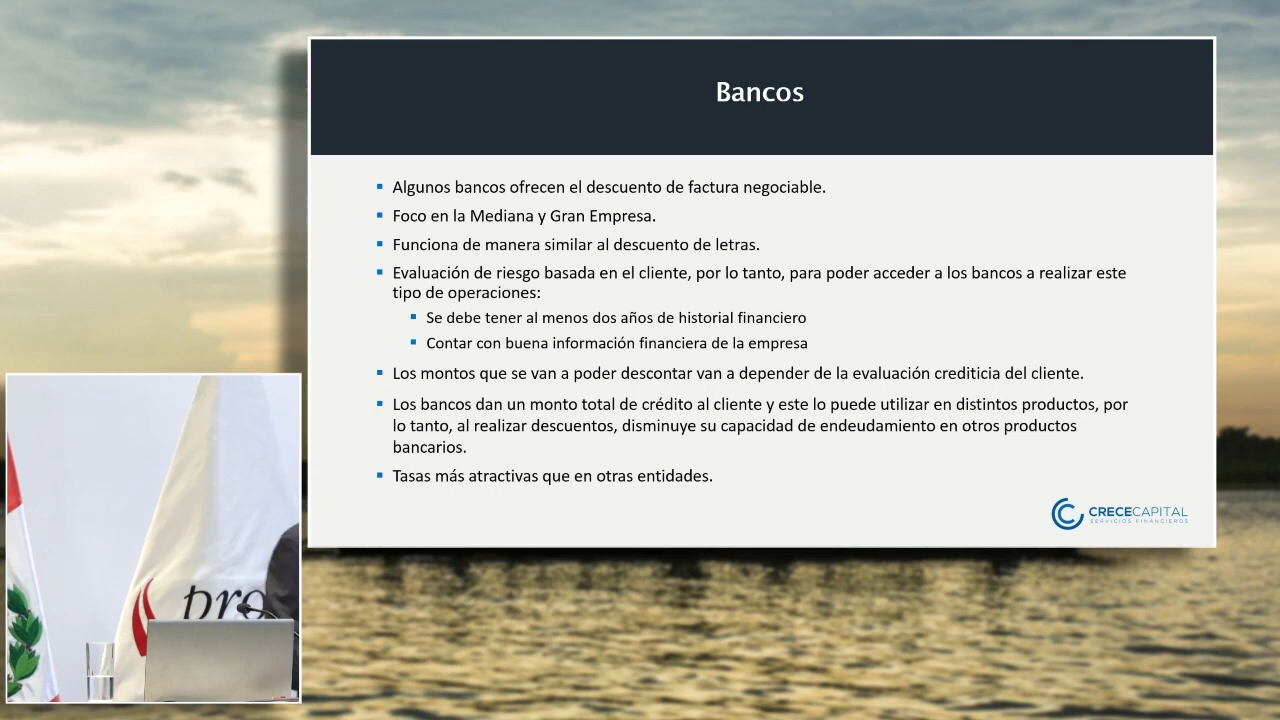 Bancos
Algunos bancos ofrecen el descuento de factura negociable.
Foco en la Mediana y Gran Empresa.
Funciona de manera similar al descuento de letras.
Evaluación de riesgo basada en el cliente, por lo tanto, para poder acceder a los bancos a realizar este
tipo de operaciones:
Se debe tener al menos dos años de historial financiero
Contar con buena información financiera de la empresa
Los montos que se van a poder descontar van a depender de la evaluación crediticia del cliente.
Los bancos dan un monto total de crédito al cliente y este lo puede utilizar en distintos productos, por
lo tanto, al realizar descuentos, disminuye su capacidad de endeudamiento en otros productos
bancarios.
Tasas más atractivas que en otras entidades.
CRECECAPITAL
SERVICIOS FINANCIEROS
pro